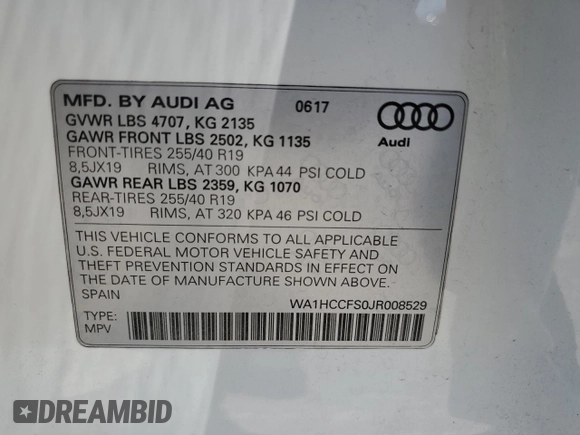 MFD. BY AUDI AG 0617
GVWR LBS 4707, KG 2135
GAWR FRONT LBS 2502, KG 1135
FRONT-TIRES 255/40 R19
8,5JX19 RIMS, AT 300 KPA 44 PSI COLD
GAWR REAR LBS 2359, KG 1070
REAR-TIRES 255/40 R19
8,5JX19 RIMS, AT 320 KPA 46 PSI COLD
Audi
THIS VEHICLE CONFORMS TO ALL APPLICABLE
U.S. FEDERAL MOTOR VEHICLE SAFETY AND
THEFT PREVENTION STANDARDS IN EFFECT ON
THE DATE OF MANUFACTURE SHOWN ABOVE.
SPAIN WA1HCCFS0JR008529
TYPE:
MPV
DREAMBID